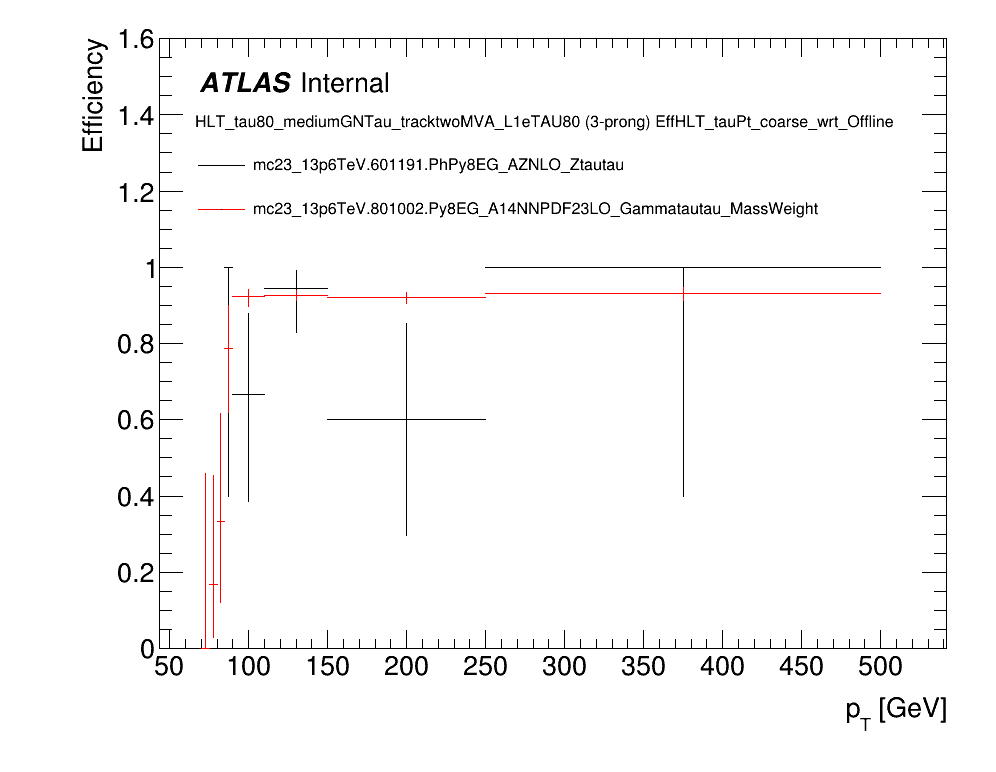 1.6
1.4
1.2
1
0.8
0.6
0.4
0.2
0
Efficiency
ATLAS Internal
HLT_tau80_mediumGNTau_tracktwoMVA_L1eTAU80 (3-prong) EffHLT_tauPt_coarse_wrt_Offline
mc23_13p6TeV.601191.PhPy8EG_AZNLO_Ztautau
mc23_13p6TeV.801002.Py8EG_A14NNPDF23LO_Gammatautau_MassWeight
50 100 150 200 250 300 350 400 450 500
p_T [GeV]